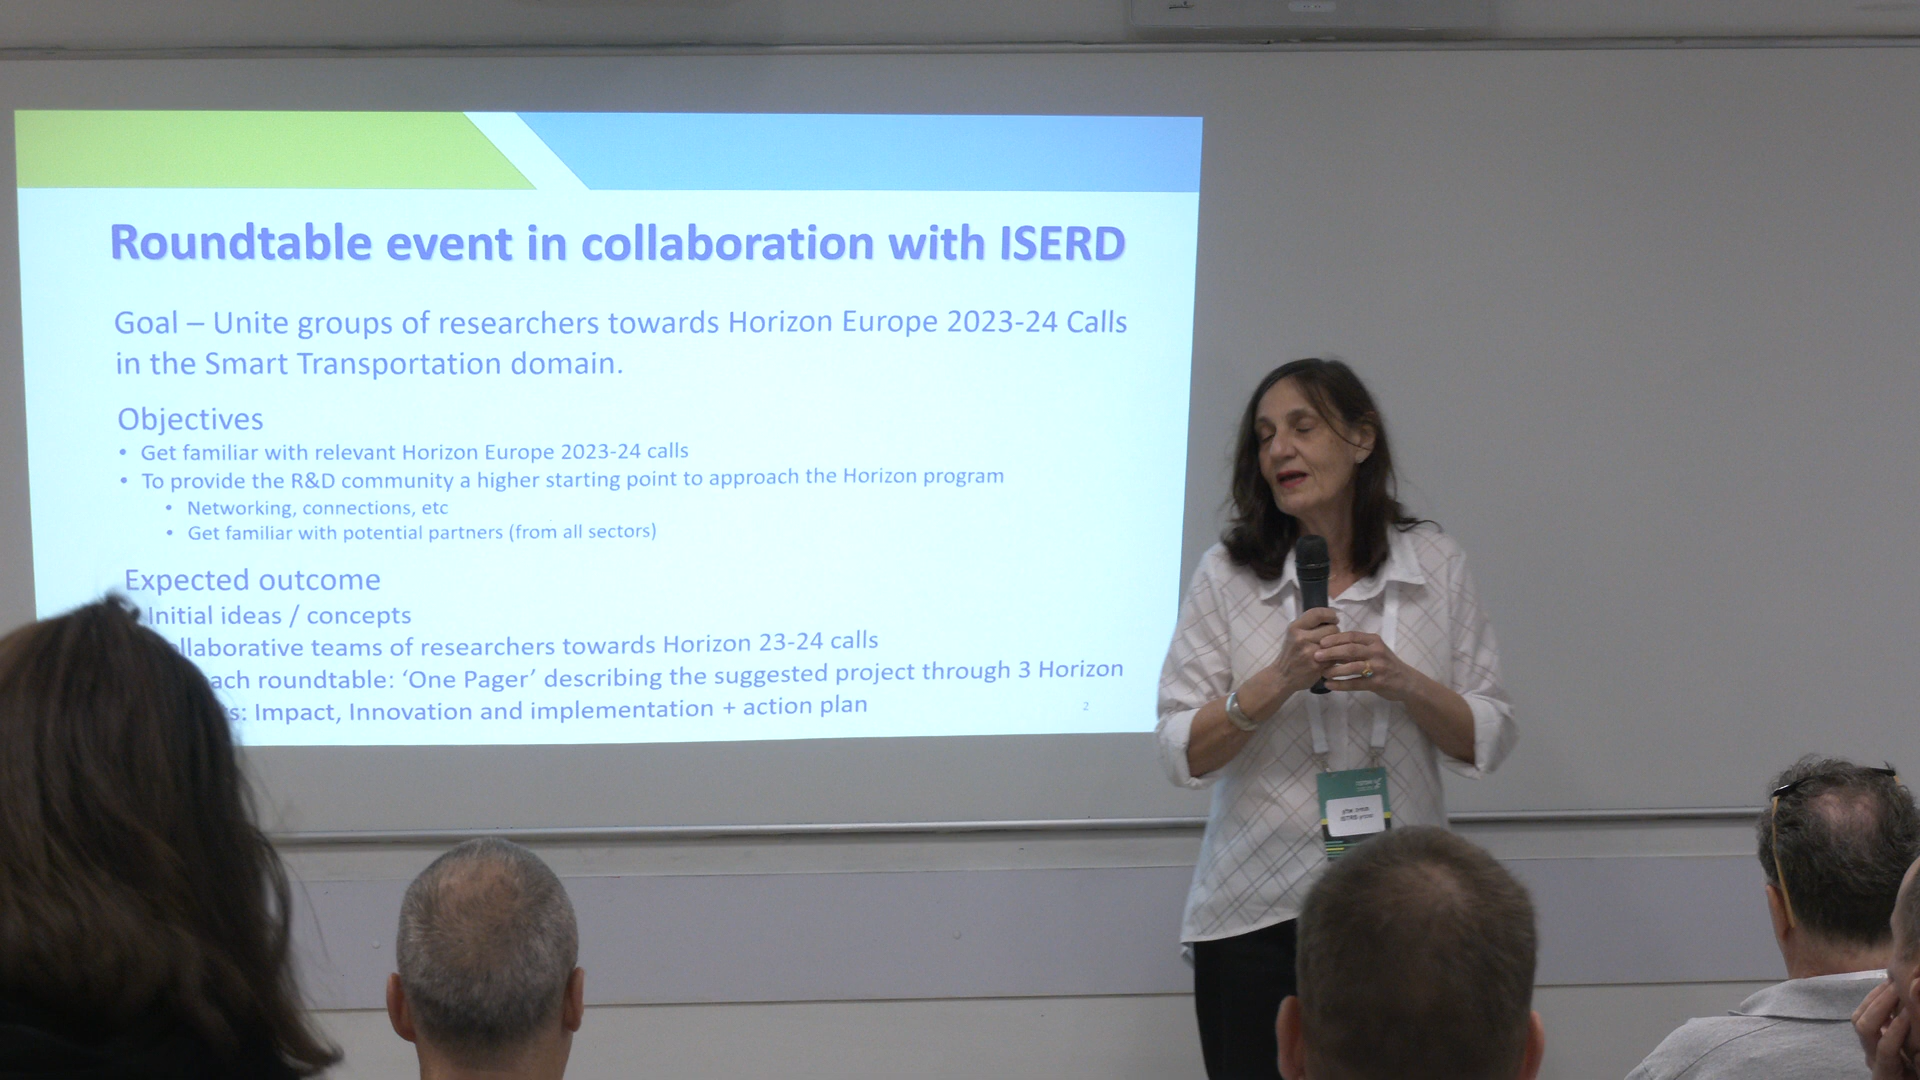 Roundtable event in collaboration with ISERD
Goal – Unite groups of researchers towards Horizon Europe 2023-24 Calls
in the Smart Transportation domain.
Objectives
• Get familiar with relevant Horizon Europe 2023-24 calls
• To provide the R&D community a higher starting point to approach the Horizon program
• Networking, connections, etc
• Get familiar with potential partners (from all sectors)
Expected outcome
Initial ideas / concepts
llaborative teams of researchers towards Horizon 23-24 calls
ach roundtable: ‘One Pager’ describing the suggested project through 3 Horizon
s: Impact, Innovation and implementation + action plan
2